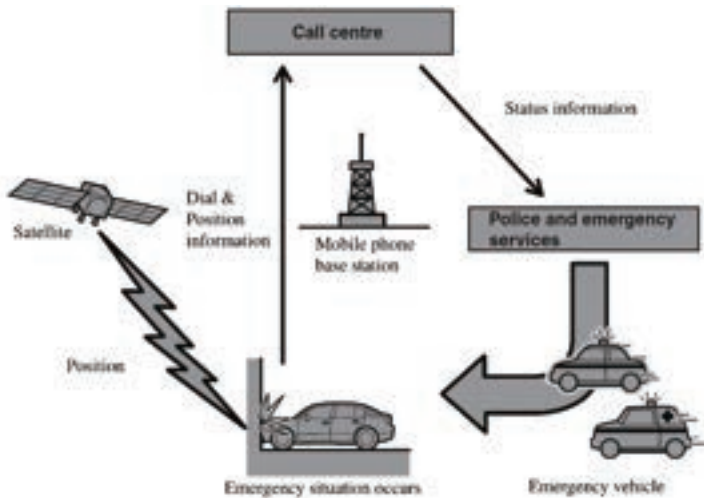 Call centre
Status information
Dial &
Position
information
Satellite
Mobile phone
base station
Police and emergency
services
Position
Emergency situation occurs
Emergency vehicle